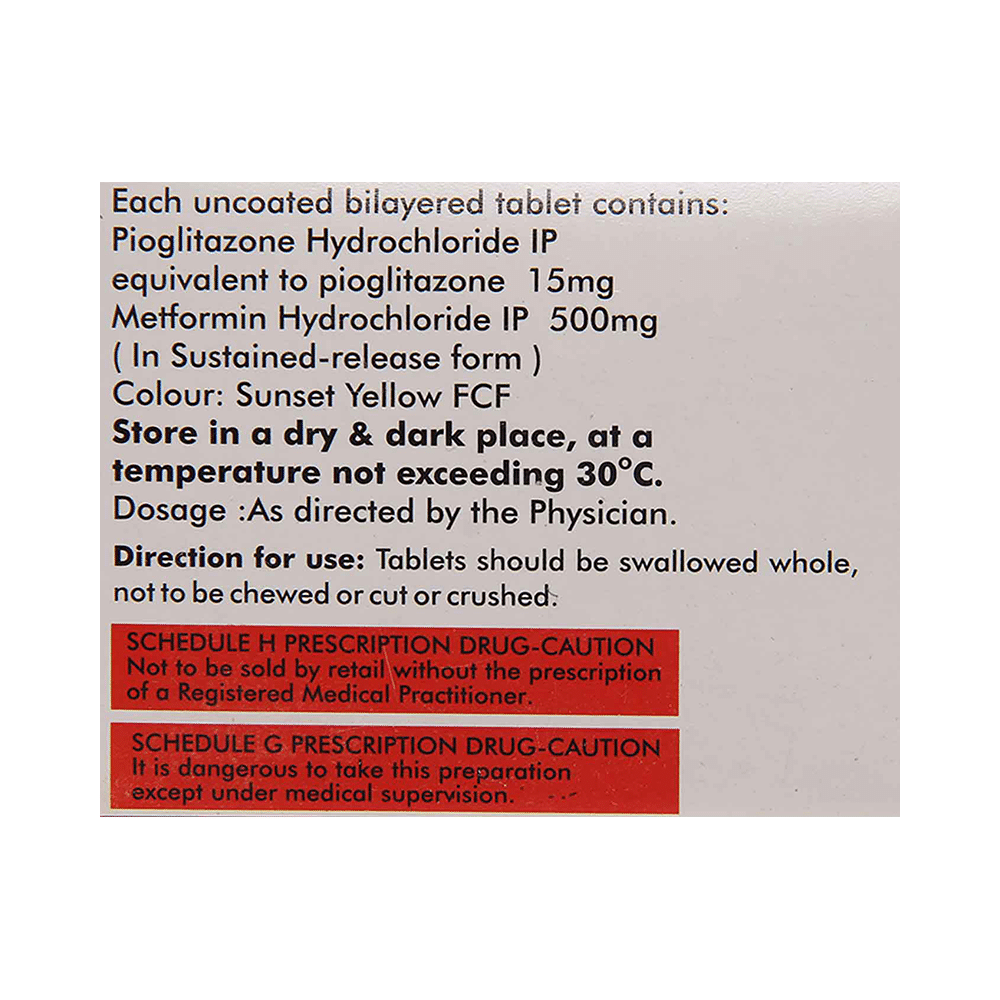 Each uncoated bilayered tablet contains:
Pioglitazone Hydrochloride IP
equivalent to pioglitazone 15mg
Metformin Hydrochloride IP 500mg
( In Sustained-release form )
Colour: Sunset Yellow FCF
Store in a dry & dark place, at a
temperature not exceeding 30°C.
Dosage :As directed by the Physician.
Direction for use: Tablets should be swallowed whole,
not to be chewed or cut or crushed.
SCHEDULE H PRESCRIPTION DRUG-CAUTION
Not to be sold by retail without the prescription
of a Registered Medical Practitioner.
SCHEDULE G PRESCRIPTION DRUG-CAUTION
It is dangerous to take this preparation
except under medical supervision.